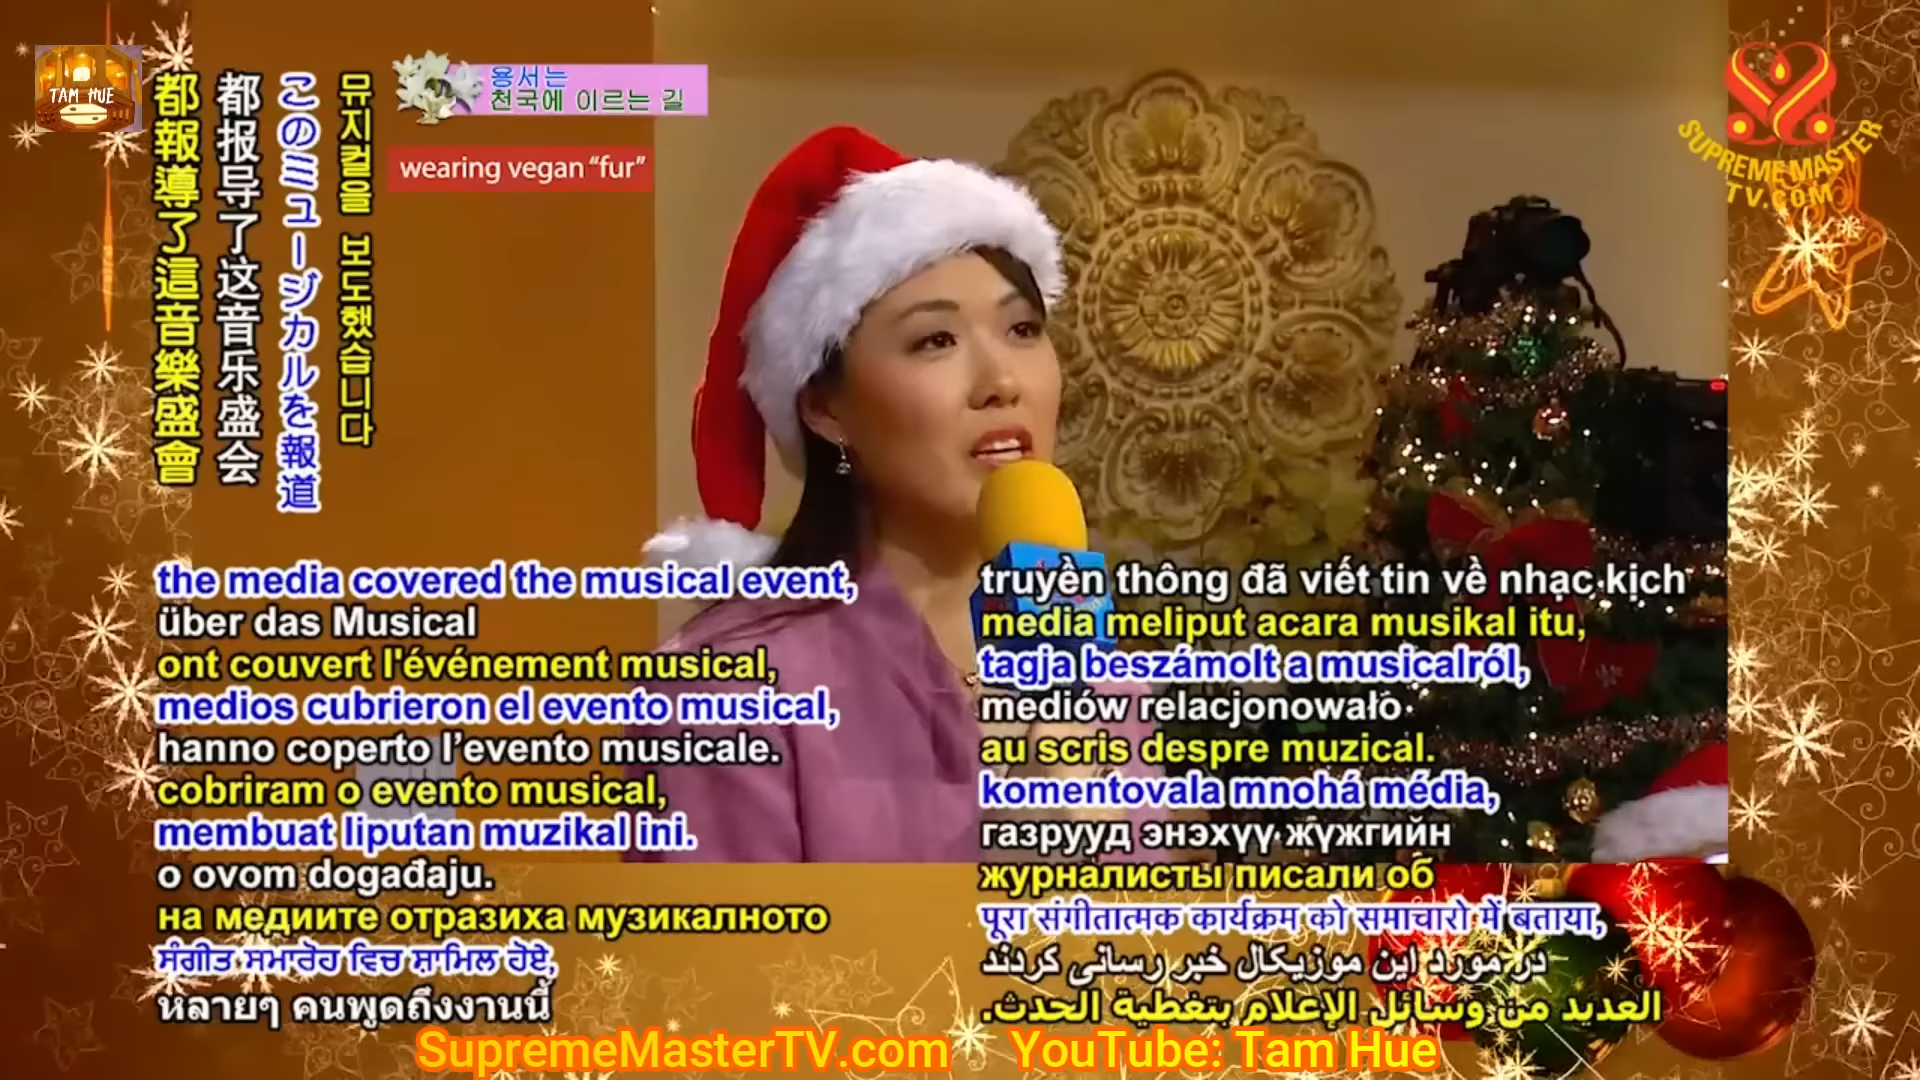 TAM HUE
都報導了這音樂盛會
都报导了这音乐盛会
このミュージカルを報道
뮤지컬을 보도했습니다
용서는
천국에 이르는 길
wearing vegan “fur”
SUPREME MASTER
TV.COM
the media covered the musical event,
über das Musical
ont couvert l'événement musical,
medios cubrieron el evento musical,
hanno coperto l’evento musicale.
cobriram o evento musical,
membuat liputan muzikal ini.
o ovom događaju.
на медиите отразиха музикалното
ਸੰਗੀਤ ਸਮਾਰੋਹ ਵਿਚ ਸ਼ਾਮਿਲ ਹੋਏ,
หลายๆ คนพูดถึงงานนี้
truyền thông đã viết tin về nhạc kịch
media meliput acara musikal itu,
tagja beszámolt a musicalról,
mediów relacjonowało
au scris despre muzical.
komentovala mnohá média,
газрууд энэхүү жүжгийн
журналисты писали об
पूरा संगीतात्मक कार्यक्रम को समाचारो में बताया,
در مورد این موزیکال خبر رسانی کردند
العديد من وسائل الإعلام بتغطية الحدث.
SupremeMasterTV.com YouTube: Tam Hue